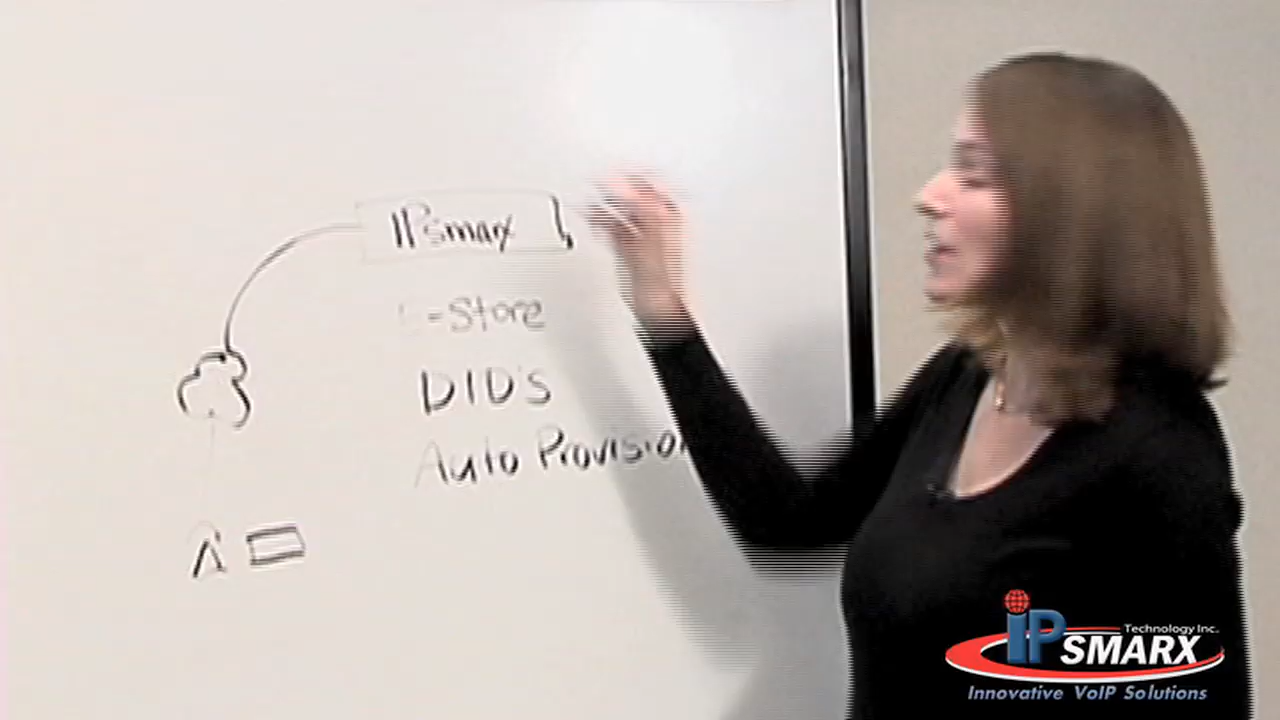 IPsmarx
-Store
DID's
Auto Provision
IPSMARX
Technology Inc.
Innovative VoIP Solutions